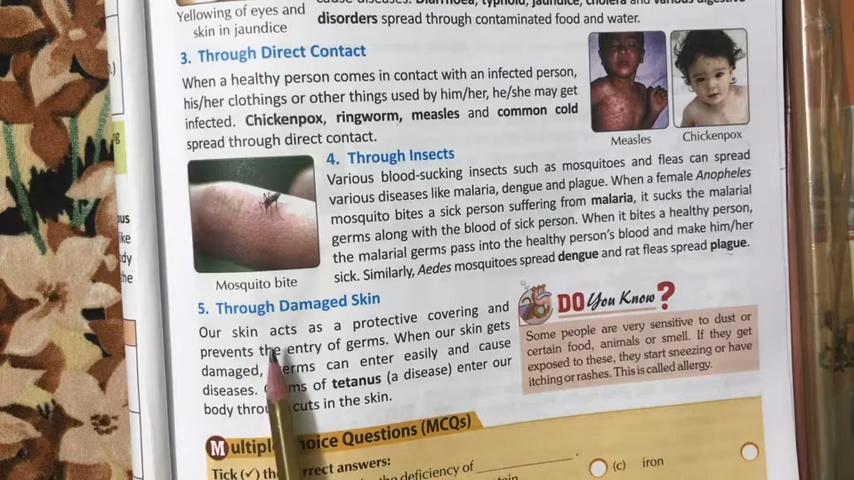 Yellowing of eyes and
skin in jaundice
cause diseases. Diarrhoea, typhoid, jaundice, cholera and various digestive
disorders spread through contaminated food and water.
3. Through Direct Contact
When a healthy person comes in contact with an infected person,
his/her clothings or other things used by him/her, he/she may get
infected. Chickenpox, ringworm, measles and common cold
spread through direct contact.
Measles
Chickenpox
Mosquito bite
4. Through Insects
Various blood-sucking insects such as mosquitoes and fleas can spread
various diseases like malaria, dengue and plague. When a female Anopheles
mosquito bites a sick person suffering from malaria, it sucks the malarial
germs along with the blood of sick person. When it bites a healthy person,
the malarial germs pass into the healthy person's blood and make him/her
sick. Similarly, Aedes mosquitoes spread dengue and rat fleas spread plague.
5. Through Damaged Skin
Our skin acts as a protective covering and
prevents the entry of germs. When our skin gets
damaged, germs can enter easily and cause
diseases. of tetanus (a disease) enter our
body cuts in the skin.
DO You Know?
Some people are very sensitive to dust or
certain food, animals or smell. If they get
exposed to these, they start sneezing or have
itching or rashes. This is called allergy.
Multiple Choice Questions (MCQs)
Tick (✓) answers:
the deficiency of ________.
(c) iron